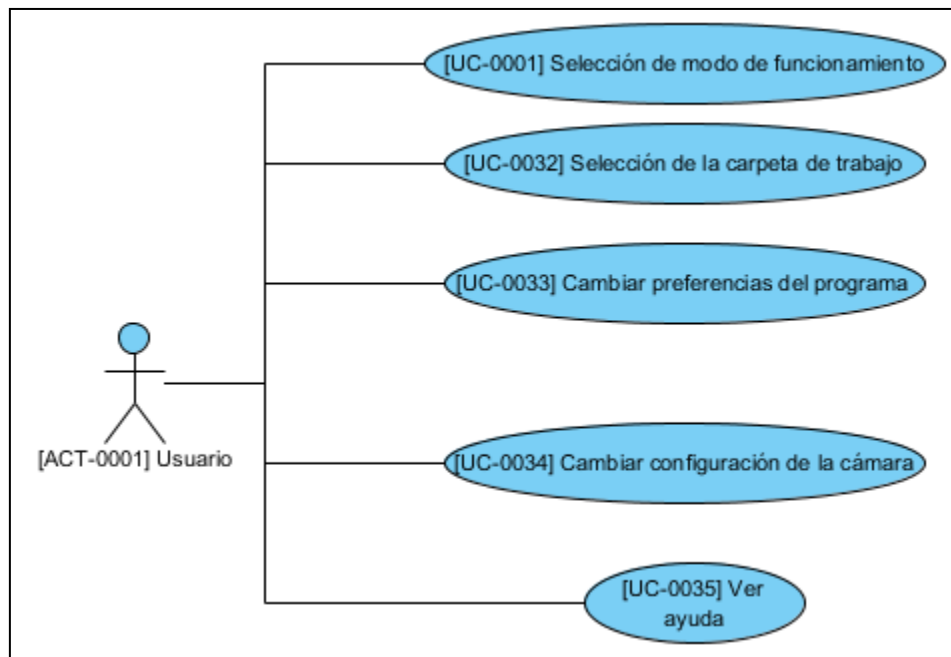 [UC-0001] Selección de modo de funcionamiento
[UC-0032] Selección de la carpeta de trabajo
[UC-0033] Cambiar preferencias del programa
[ACT-0001] Usuario
[UC-0034] Cambiar configuración de la cámara
[UC-0035] Ver
ayuda